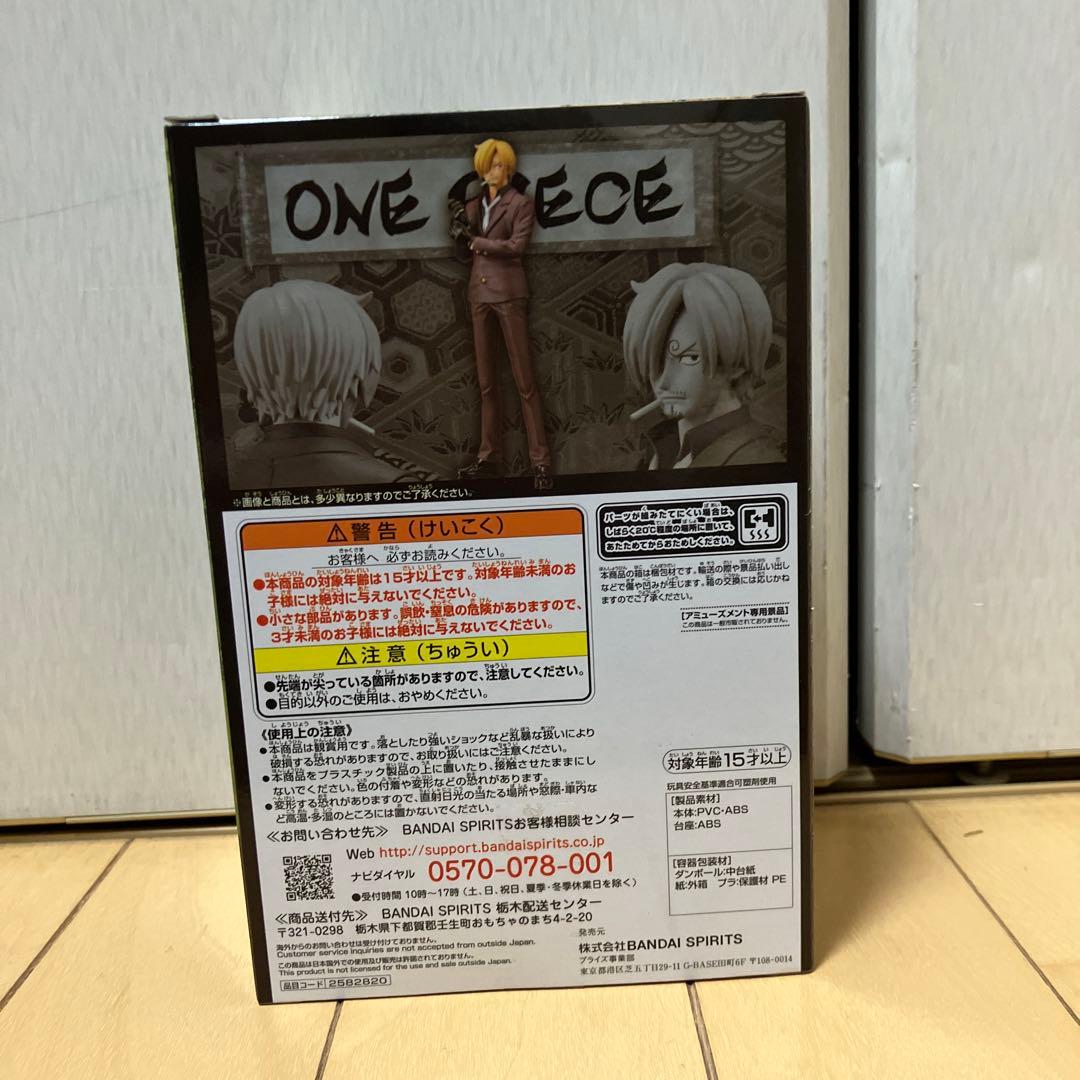 ONE PIECE
※画像と商品とは、多少異なりますのでご了承ください。
⚠警告（けいこく）
お客様へ 必ずお読みください。
●本商品の対象年齢は15才以上です。対象年齢未満のお
子様には絶対に与えないでください。
●小さな部品があります。誤飲・窒息の危険がありますので、
3才未満のお子様には絶対に与えないでください。
⚠注意（ちゅうい）
●先端が尖っている箇所がありますので、注意してください。
●目的以外のご使用は、おやめください。
《使用上の注意》
●本商品は観賞用です。落としたり強いショックなど乱暴な扱いにより
破損する恐れがありますので、お取り扱いにはご注意ください。
●本商品をプラスチック製品の上に置いたり、接触させたままにし
ないでください。色の付着や変形などの恐れがあります。
●変形する恐れがありますので、直射日光の当たる場所や窓際・車内な
ど高温・多湿のところには置かないでください。
≪お問い合わせ先≫ BANDAI SPIRITSお客様相談センター
Web http://support.bandaispirits.co.jp
ナビダイヤル 0570-078-001
●受付時間 10時～17時（土、日、祝日、夏季・冬季休業日を除く）
≪商品送付先≫ BANDAI SPIRITS 栃木配送センター
〒321-0298 栃木県下都賀郡壬生町おもちゃのまち4-2-20
海外からのお問い合わせは受け付けておりません。
Customer service inquiries are not accepted from outside Japan.
この商品は日本国外での使用及び販売は許諾されておりません。
This product is not licensed for the use and sale outside Japan.
品目コード 2582820
パーツが組みたてにくい場合は、
しばらく20℃程度の場所に置いて、
あたためてからおためしください。
本商品の箱は梱包材です。輸送の際や景品払い出し
などで傷や凹みが生じます。箱の交換には応じかね
ますのでご了承ください。
[アミューズメント専用景品]
この商品は一般市販されておりません。
対象年齢15才以上
玩具安全基準適合可塑剤使用
[製品素材]
本体:PVC・ABS
台座:ABS
[容器包装材]
ダンボール:中台紙
紙:外箱 プラ:保護材 PE
発売元
株式会社BANDAI SPIRITS
プライズ事業部
東京都港区芝五丁目29-11 G-BASE田町6F 〒108-0014